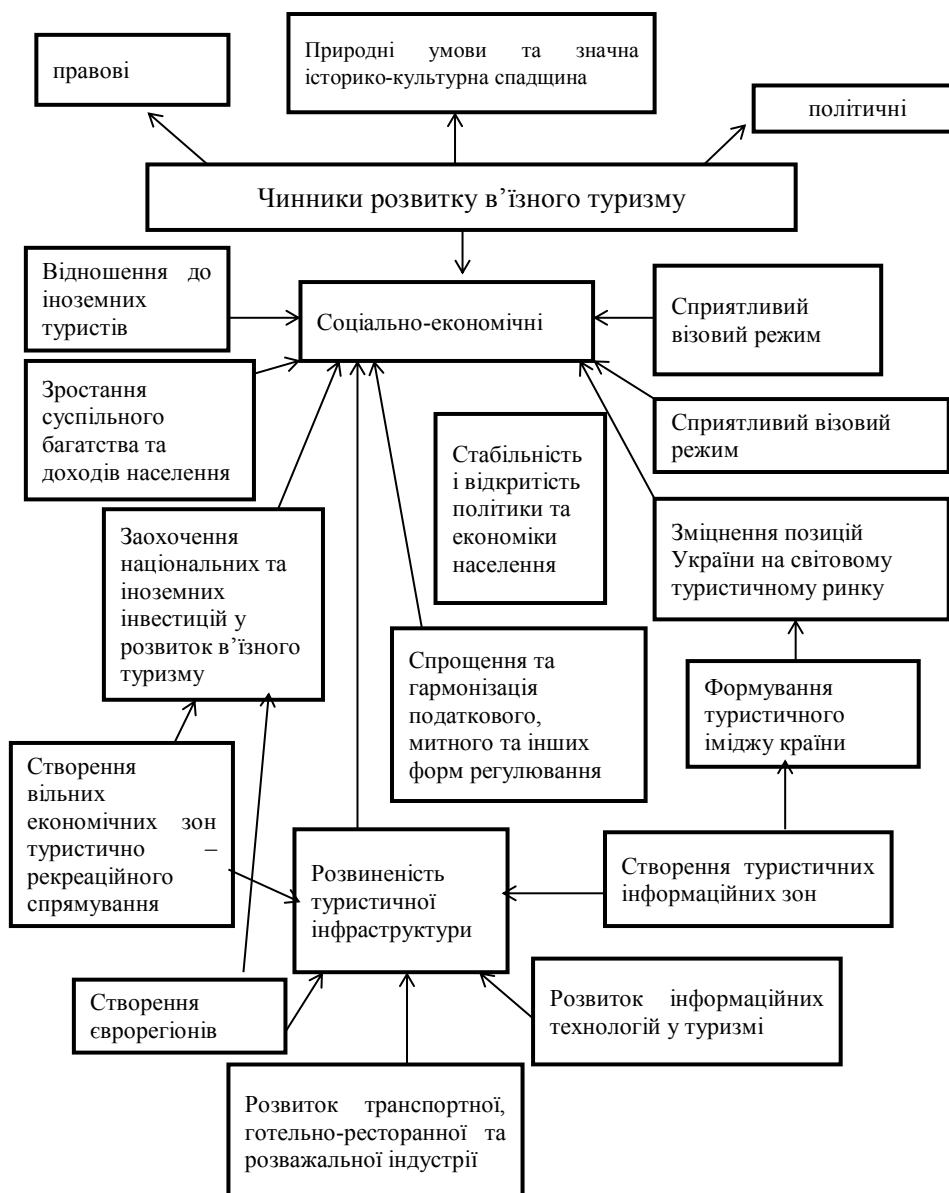 правові
Природні умови та значна
історико-культурна спадщина
політичні
Чинники розвитку в’їзного туризму
Відношення до
іноземних
туристів
Соціально-економічні
Сприятливий
візовий режим
Зростання
суспільного
багатства та
доходів населення
Сприятливий візовий
режим
Стабільність
і відкритість
політики та
економіки
населення
Заохочення
національних та
іноземних
інвестицій у
розвиток в’їзного
туризму
Зміцнення позицій
України на світовому
туристичному ринку
Спрощення та
гармонізація
податкового,
митного та інших
форм регулювання
Формування
туристичного
іміджу країни
Створення
вільних
економічних зон
туристично –
рекреаційного
спрямування
Розвиненість
туристичної
інфраструктури
Створення туристичних
інформаційних зон
Створення
єврорегіонів
Розвиток інформаційних
технологій у туризмі
Розвиток транспортної,
готельно-ресторанної та
розважальної індустрії